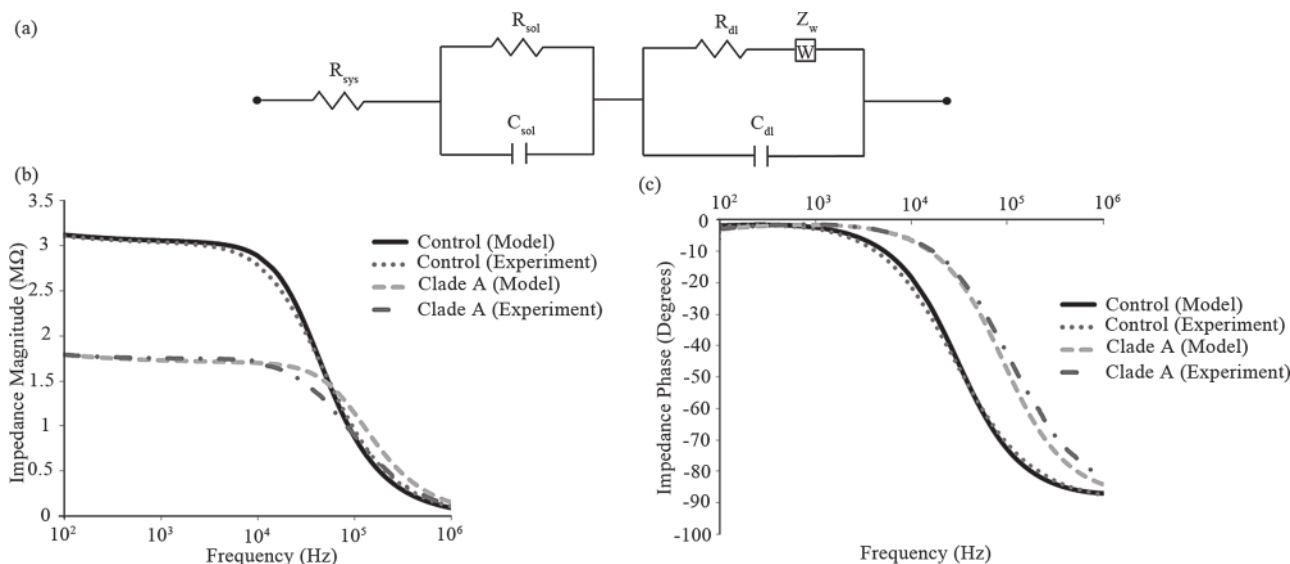 (a)
R_sys
R_sol
C_sol
R_dl
Z_w
W
C_dl
(b)
Impedance Magnitude (MΩ)
3.5
3
2.5
2
1.5
1
0.5
0
10^2 10^3 10^4 10^5 10^6
Frequency (Hz)
Control (Model)
Control (Experiment)
Clade A (Model)
Clade A (Experiment)
(c)
10^2 10^3 10^4 10^5 10^6
Impedance Phase (Degrees)
0
-10
-20
-30
-40
-50
-60
-70
-80
-90
-100
Frequency (Hz)
Control (Model)
Control (Experiment)
Clade A (Model)
Clade A (Experiment)